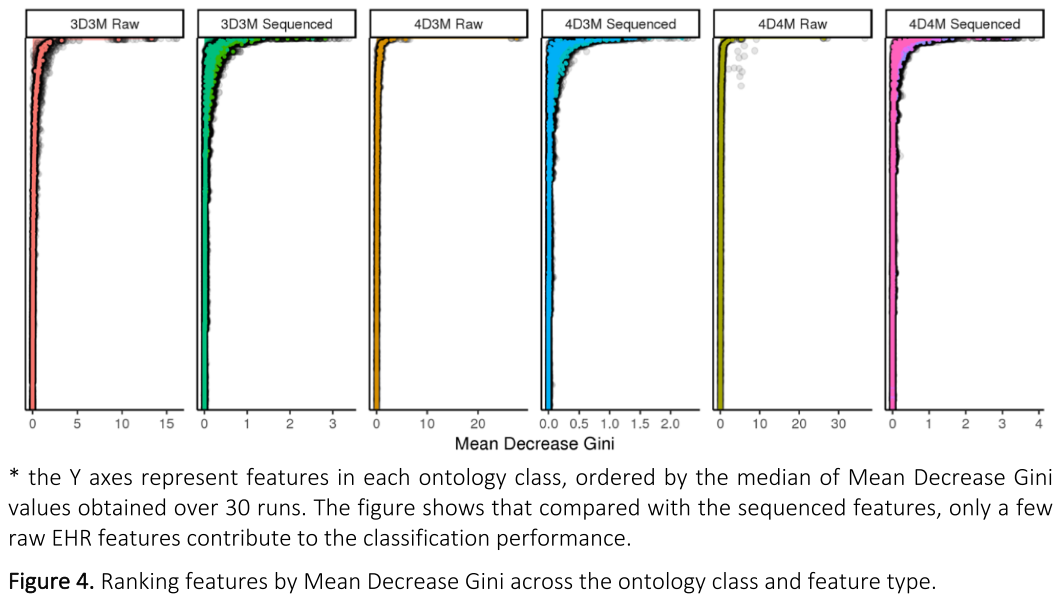 3D3M Raw 3D3M Sequenced 4D3M Raw 4D3M Sequenced 4D4M Raw 4D4M Sequenced
0 5 10 15 0 1 2 3 0 10 20 0.0 0.5 1.0 1.5 2.0 0 10 20 30 0 1 2 3 4
Mean Decrease Gini
* the Y axes represent features in each ontology class, ordered by the median of Mean Decrease Gini
values obtained over 30 runs. The figure shows that compared with the sequenced features, only a few
raw EHR features contribute to the classification performance.
Figure 4. Ranking features by Mean Decrease Gini across the ontology class and feature type.